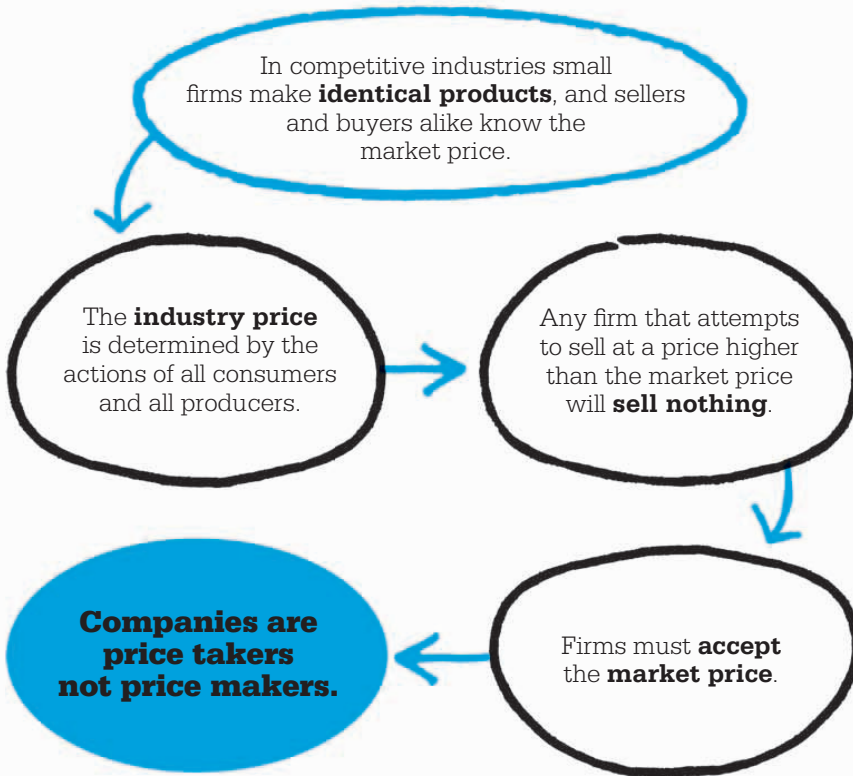 In competitive industries small
firms make identical products, and sellers
and buyers alike know the
market price.
The industry price
is determined by the
actions of all consumers
and all producers.
Any firm that attempts
to sell at a price higher
than the market price
will sell nothing.
Firms must accept
the market price.
Companies are
price takers
not price makers.